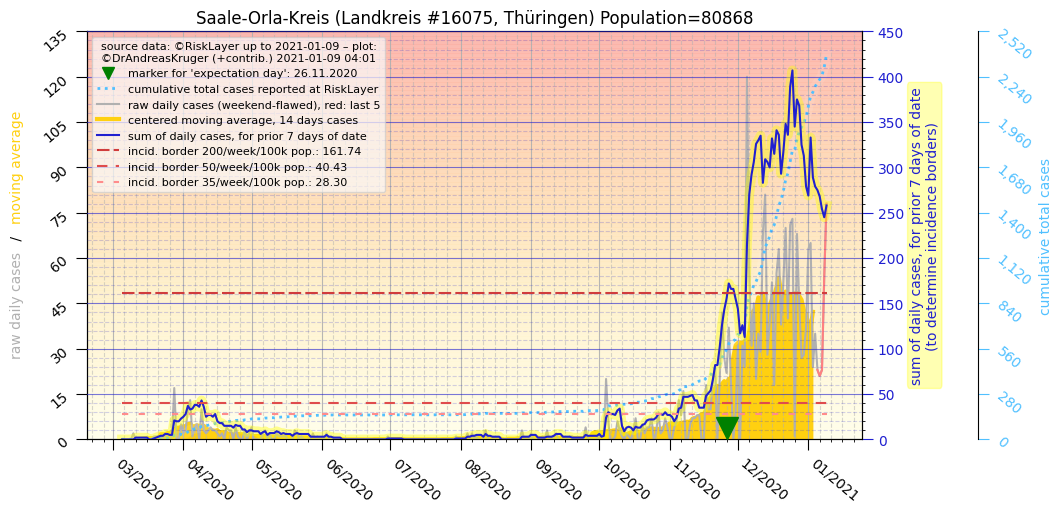 Saale-Orla-Kreis (Landkreis #16075, Thüringen) Population=80868
source data: ©RiskLayer up to 2021-01-09 – plot:
©DrAndreasKruger (+contrib.) 2021-01-09 04:01
marker for 'expectation day': 26.11.2020
cumulative total cases reported at RiskLayer
raw daily cases (weekend-flawed), red: last 5
centered moving average, 14 days cases
sum of daily cases, for prior 7 days of date
incid. border 200/week/100k pop.: 161.74
incid. border 50/week/100k pop.: 40.43
incid. border 35/week/100k pop.: 28.30
raw daily cases / moving average
135
120
105
90
75
60
45
30
15
0
03/2020
04/2020
05/2020
06/2020
07/2020
08/2020
09/2020
10/2020
11/2020
12/2020
01/2021
450
400
350
300
250
200
150
100
50
0
sum of daily cases, for prior 7 days of date
(to determine incidence borders)
2,520
2,240
1,960
1,680
1,400
1,120
840
560
280
0
cumulative total cases